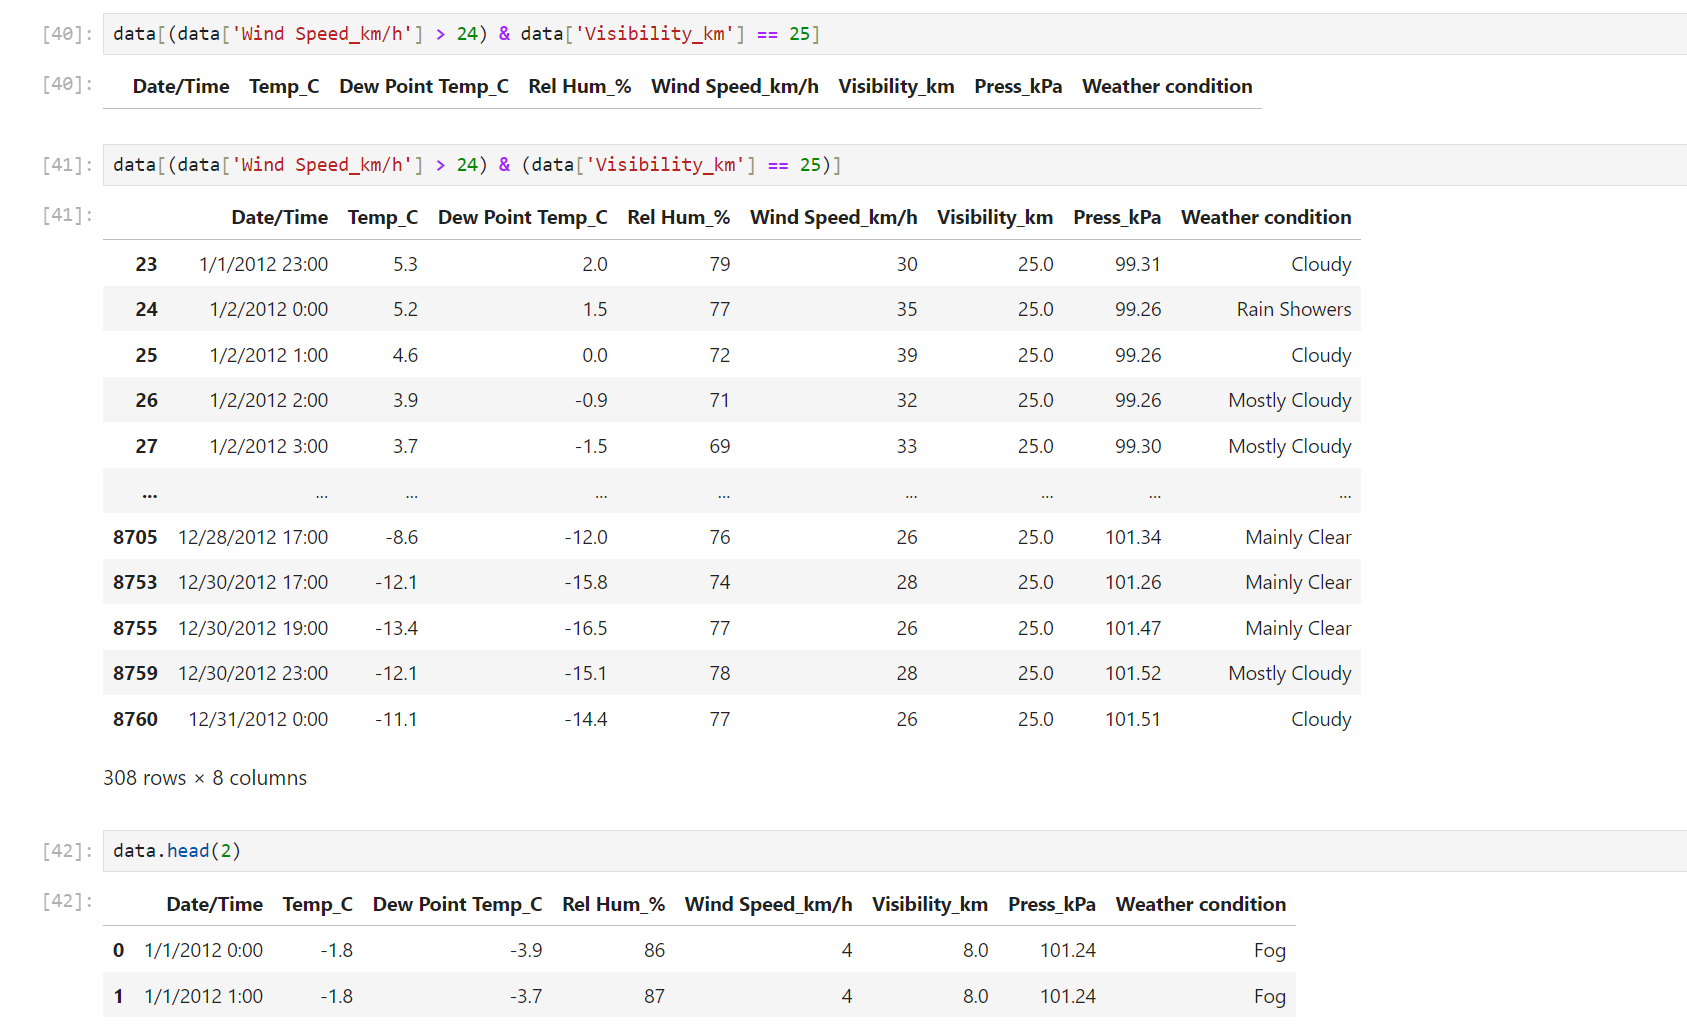 [40]: data[(data['Wind Speed_km/h'] > 24) & data['Visibility_km'] == 25]
[40]: Date/Time Temp_C Dew Point Temp_C Rel Hum_% Wind Speed_km/h Visibility_km Press_kPa Weather condition
[41]: data[(data['Wind Speed_km/h'] > 24) & (data['Visibility_km'] == 25)]
[41]: Date/Time Temp_C Dew Point Temp_C Rel Hum_% Wind Speed_km/h Visibility_km Press_kPa Weather condition
23 1/1/2012 23:00 5.3 2.0 79 30 25.0 99.31 Cloudy
24 1/2/2012 0:00 5.2 1.5 77 35 25.0 99.26 Rain Showers
25 1/2/2012 1:00 4.6 0.0 72 39 25.0 99.26 Cloudy
26 1/2/2012 2:00 3.9 -0.9 71 32 25.0 99.26 Mostly Cloudy
27 1/2/2012 3:00 3.7 -1.5 69 33 25.0 99.30 Mostly Cloudy
... ... ... ... ... ... ... ... ...
8705 12/28/2012 17:00 -8.6 -12.0 76 26 25.0 101.34 Mainly Clear
8753 12/30/2012 17:00 -12.1 -15.8 74 28 25.0 101.26 Mainly Clear
8755 12/30/2012 19:00 -13.4 -16.5 77 26 25.0 101.47 Mainly Clear
8759 12/30/2012 23:00 -12.1 -15.1 78 28 25.0 101.52 Mostly Cloudy
8760 12/31/2012 0:00 -11.1 -14.4 77 26 25.0 101.51 Cloudy
308 rows × 8 columns
[42]: data.head(2)
[42]: Date/Time Temp_C Dew Point Temp_C Rel Hum_% Wind Speed_km/h Visibility_km Press_kPa Weather condition
0 1/1/2012 0:00 -1.8 -3.9 86 4 8.0 101.24 Fog
1 1/1/2012 1:00 -1.8 -3.7 87 4 8.0 101.24 Fog